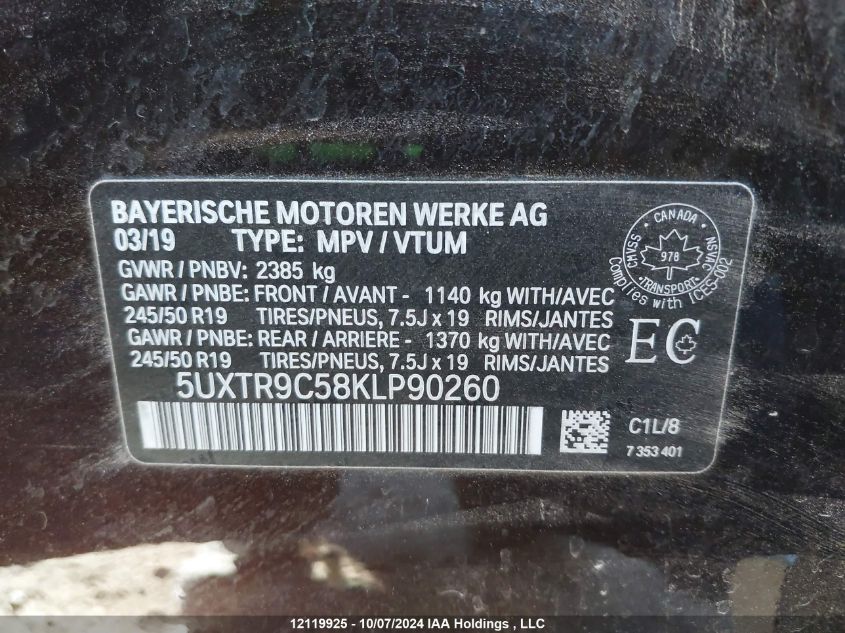 BAYERISCHE MOTOREN WERKE AG
03/19 TYPE: MPV / VTUM
GVWR / PNBV: 2385 kg
GAWR / PNBE: FRONT / AVANT - 1140 kg WITH/AVEC
245/50 R19 TIRES/PNEUS, 7.5J x 19 RIMS/JANTES
GAWR / PNBE: REAR / ARRIERE - 1370 kg WITH/AVEC
245/50 R19 TIRES/PNEUS, 7.5J x 19 RIMS/JANTES
5UXTR9C58KLP90260
CANADA
CMVSS
NSVAC
978
TRANSPORT
Complies with ICES-002
EC
C1L/8
7 353 401
12119925 - 10/07/2024 IAA Holdings , LLC